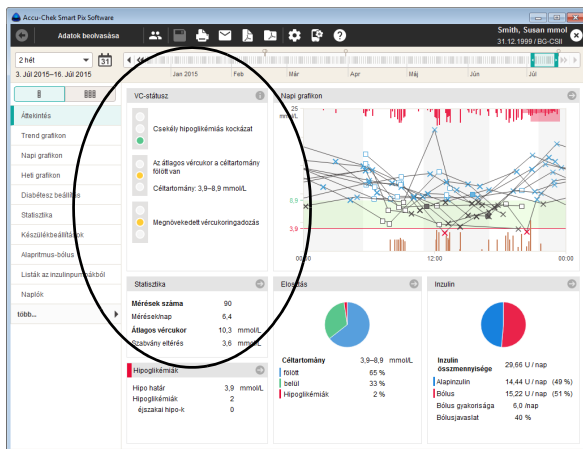 Accu-Chek Smart Pix Software
Adatok beolvasása
Smith, Susan mmol
31.12.1999 / BG-CSII
2 hét
31
3. Júl 2015–16. Júl 2015
Jan 2015 Feb Már Ápr Máj Jún Júl
Áttekintés
Trend grafikon
Napi grafikon
Heti grafikon
Diabétesz beállítás
Statisztika
Készülékbeállítások
Alapritmus-bólus
Listák az inzulinpumpákból
Naplók
több...
VC-státusz
Csekély hipoglikémiás kockázat
Az átlagos vércukor a céltartomány
fölött van
Céltartomány: 3,9–8,9 mmol/L
Megnövekedett vércukoringadozás
Napi grafikon
25
mmol/L
8,9
3,9
00:00 12:00 00:00
Statisztika
Mérések száma 90
Mérések/nap 6,4
Átlagos vércukor 10,3 mmol/L
Szabvány eltérés 3,6 mmol/L
Hipoglikémiák
Hipo határ 3,9 mmol/L
Hipoglikémiák 2
éjszakai hipo-k 0
Eloszlás
Céltartomány 3,9–8,9 mmol/L
fölött 65 %
belül 33 %
Hipoglikémiák 2 %
Inzulin
Inzulin
összmennyisége 29,66 U / nap
Alapinzulin 14,44 U / nap (49 %)
Bólus 15,22 U / nap (51 %)
Bólus gyakorisága 6,0 /nap
Bólusjavaslat 40 %